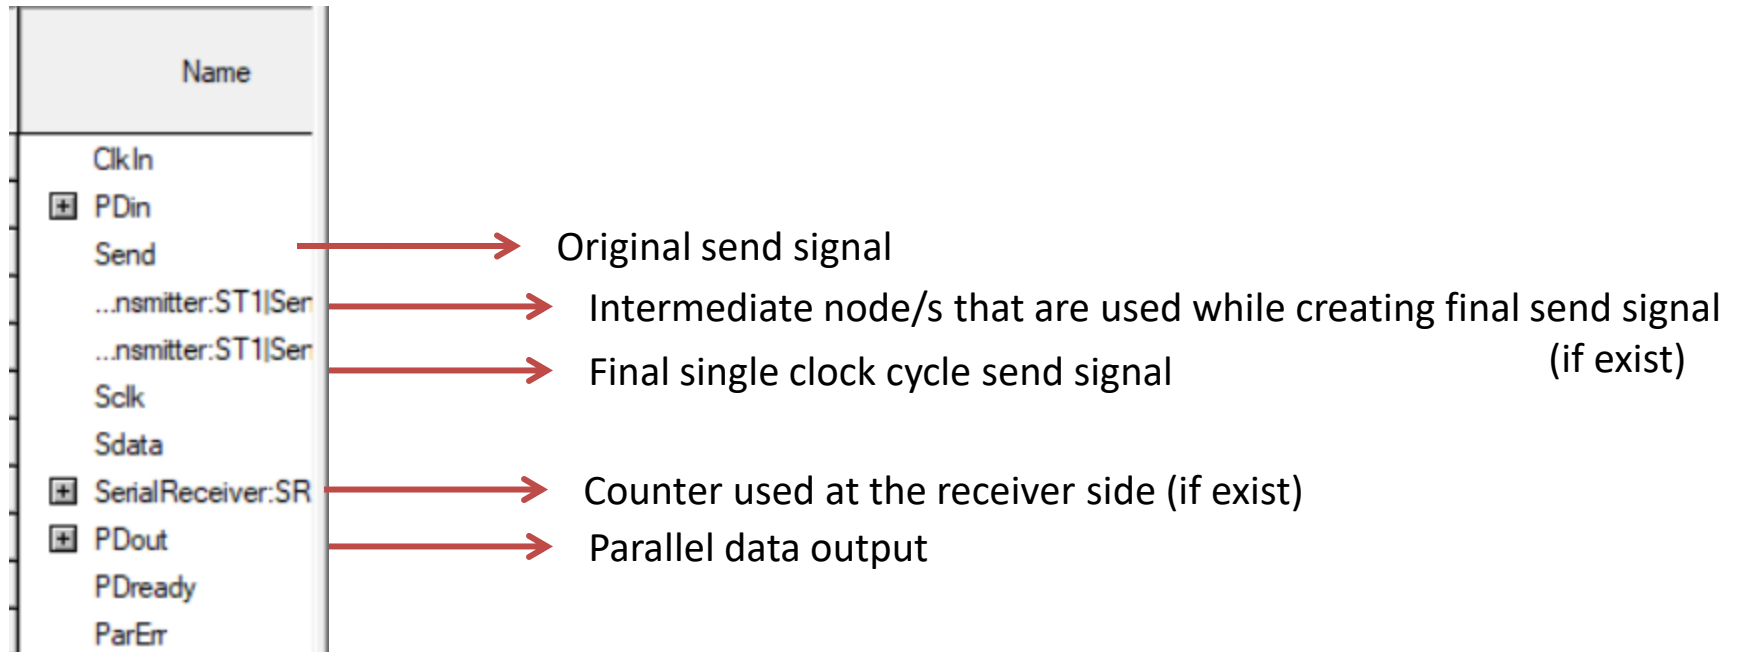 Name
ClkIn
PDin
Send
Original send signal
...nsmitter:ST1|Sen
Intermediate node/s that are used while creating final send signal
(if exist)
...nsmitter:ST1|Sen
Final single clock cycle send signal
Sclk
Sdata
SerialReceiver:SR
Counter used at the receiver side (if exist)
PDout
Parallel data output
PDready
ParErr